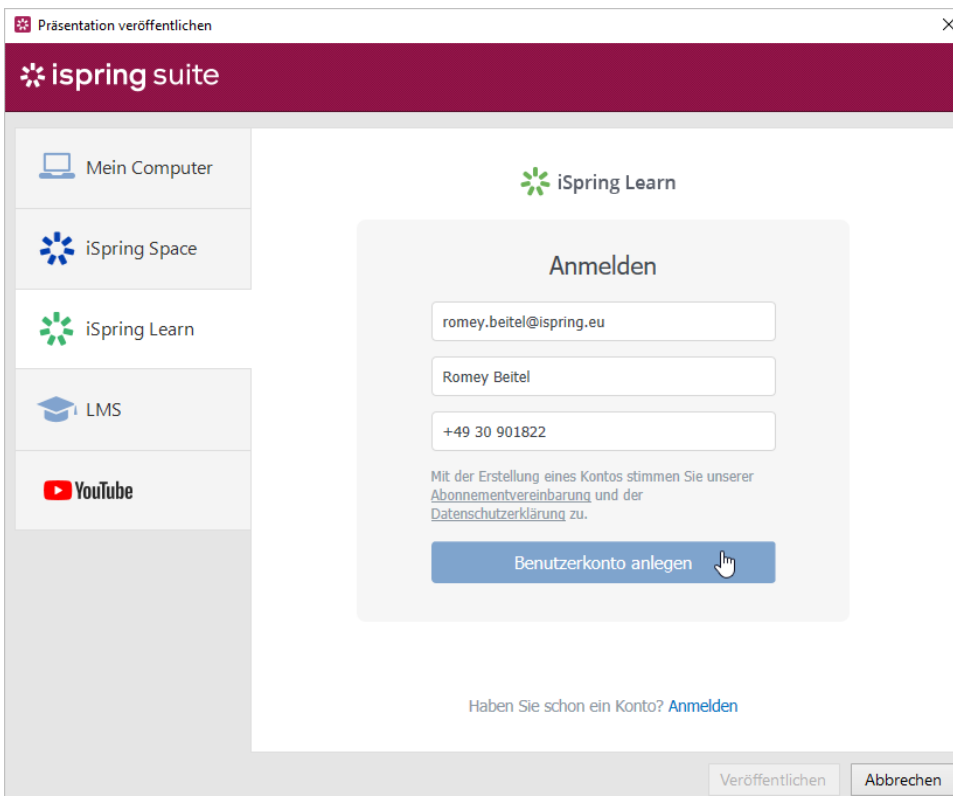 Präsentation veröffentlichen
ispring suite
Mein Computer
iSpring Space
iSpring Learn
LMS
YouTube
iSpring Learn
Anmelden
romey.beitel@ispring.eu
Romey Beitel
+49 30 901822
Mit der Erstellung eines Kontos stimmen Sie unserer
Abonnementvereinbarung und der
Datenschutzerklärung zu.
Benutzerkonto anlegen
Haben Sie schon ein Konto? Anmelden
Veröffentlichen
Abbrechen